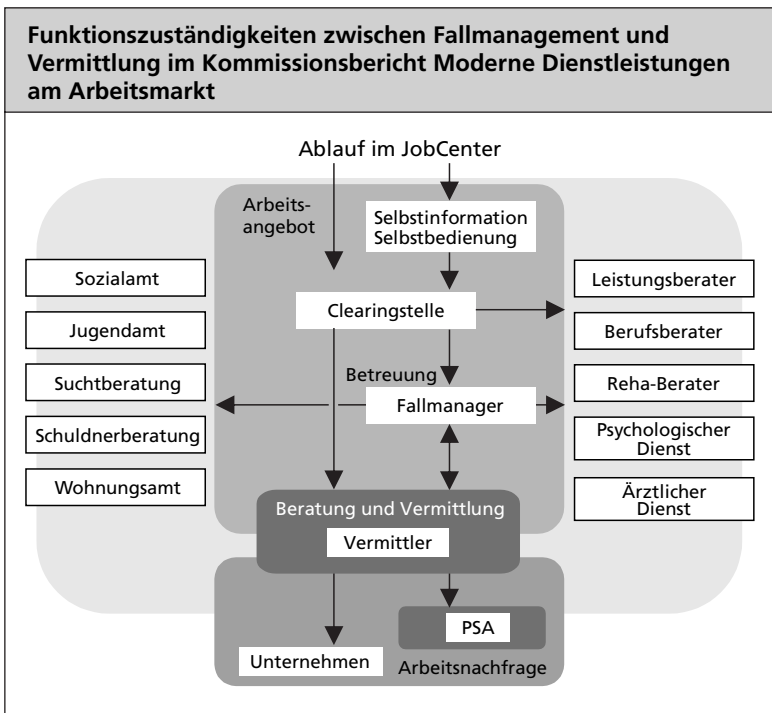 Funktionszuständigkeiten zwischen Fallmanagement und
Vermittlung im Kommissionsbericht Moderne Dienstleistungen
am Arbeitsmarkt
Ablauf im JobCenter
Arbeits-
angebot
Selbstinformation
Selbstbedienung
Sozialamt
Jugendamt
Suchtberatung
Schuldnerberatung
Wohnungsamt
Clearingstelle
Betreuung
Fallmanager
Leistungsberater
Berufsberater
Reha-Berater
Psychologischer
Dienst
Ärztlicher
Dienst
Beratung und Vermittlung
Vermittler
PSA
Unternehmen
Arbeitsnachfrage